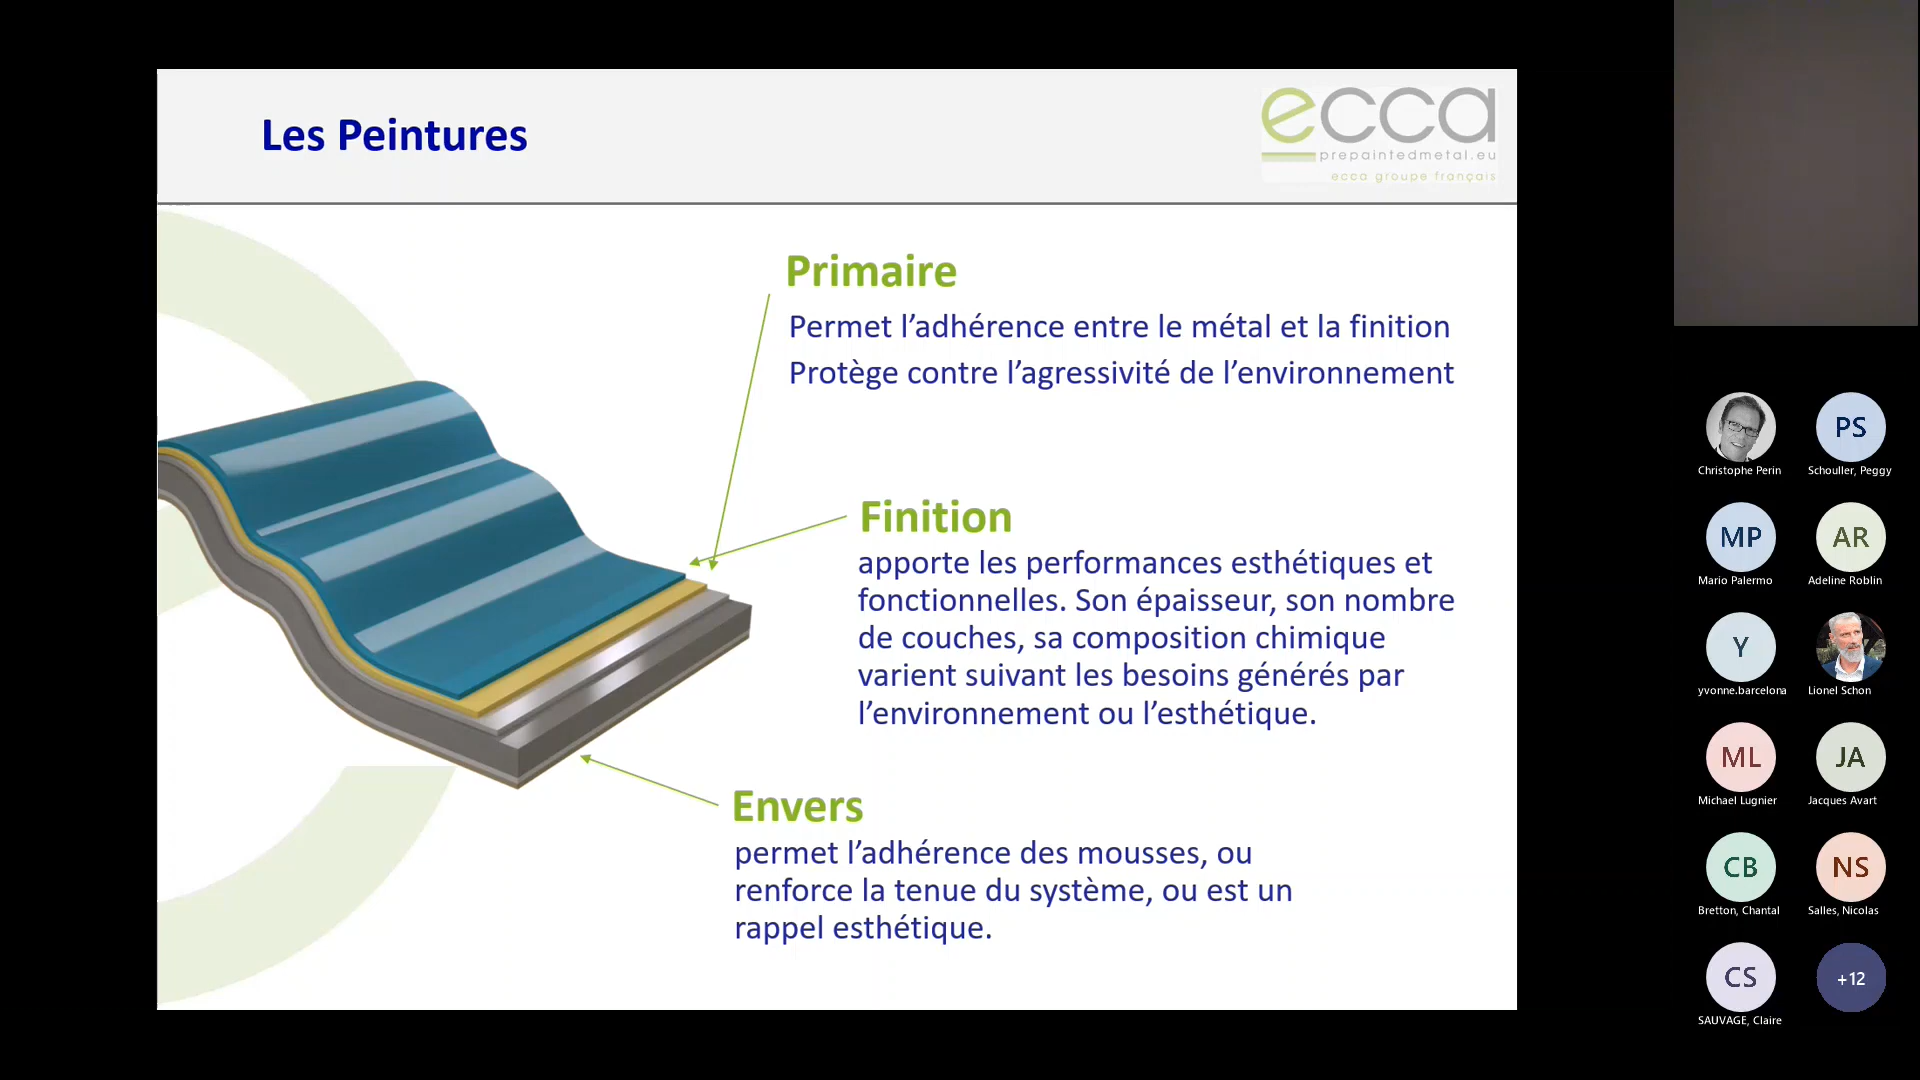 Les Peintures
ecca
prepaintedmetal.eu
ecca groupe français
Primaire
Permet l’adhérence entre le métal et la finition
Protège contre l’agressivité de l’environnement
Finition
apporte les performances esthétiques et
fonctionnelles. Son épaisseur, son nombre
de couches, sa composition chimique
varient suivant les besoins générés par
l’environnement ou l’esthétique.
Envers
permet l’adhérence des mousses, ou
renforce la tenue du système, ou est un
rappel esthétique.
Christophe Perin
PS
Schouller, Peggy
MP
Mario Palermo
AR
Adeline Roblin
Y
yvonne.barcelona
Lionel Schon
ML
Michael Lugnier
JA
Jacques Avart
CB
Bretton, Chantal
NS
Salles, Nicolas
CS
SAUVAGE, Claire
+12